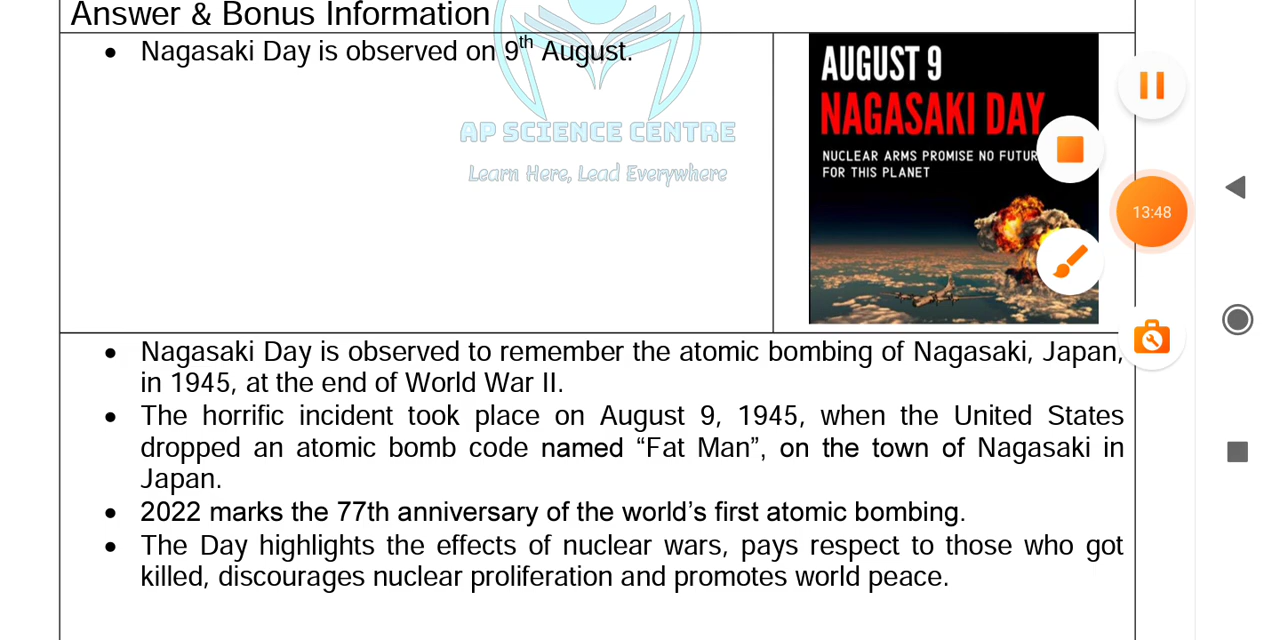 Answer & Bonus Information
• Nagasaki Day is observed on 9th August.
AP SCIENCE CENTRE
Learn Here, Lead Everywhere
AUGUST 9
NAGASAKI DAY
NUCLEAR ARMS PROMISE NO FUTUR
FOR THIS PLANET
13:48
• Nagasaki Day is observed to remember the atomic bombing of Nagasaki, Japan,
in 1945, at the end of World War II.
• The horrific incident took place on August 9, 1945, when the United States
dropped an atomic bomb code named “Fat Man”, on the town of Nagasaki in
Japan.
• 2022 marks the 77th anniversary of the world’s first atomic bombing.
• The Day highlights the effects of nuclear wars, pays respect to those who got
killed, discourages nuclear proliferation and promotes world peace.